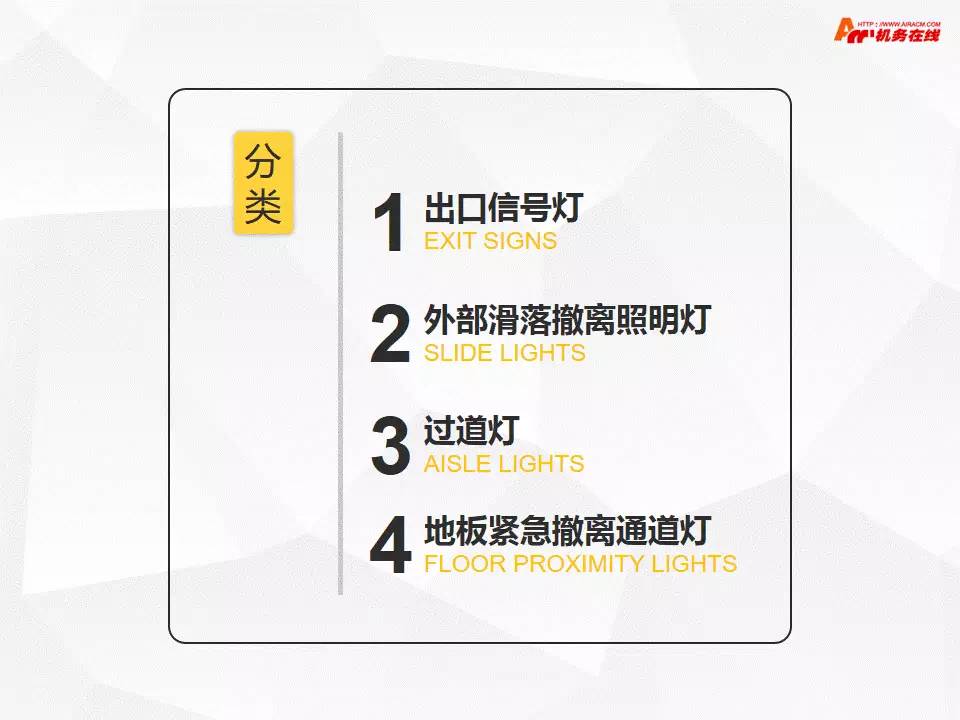 HTTP://WWW.AIRACM.COM
机务在线
分类
1 出口信号灯
EXIT SIGNS
2 外部滑落撤离照明灯
SLIDE LIGHTS
3 过道灯
AISLE LIGHTS
4 地板紧急撤离通道灯
FLOOR PROXIMITY LIGHTS